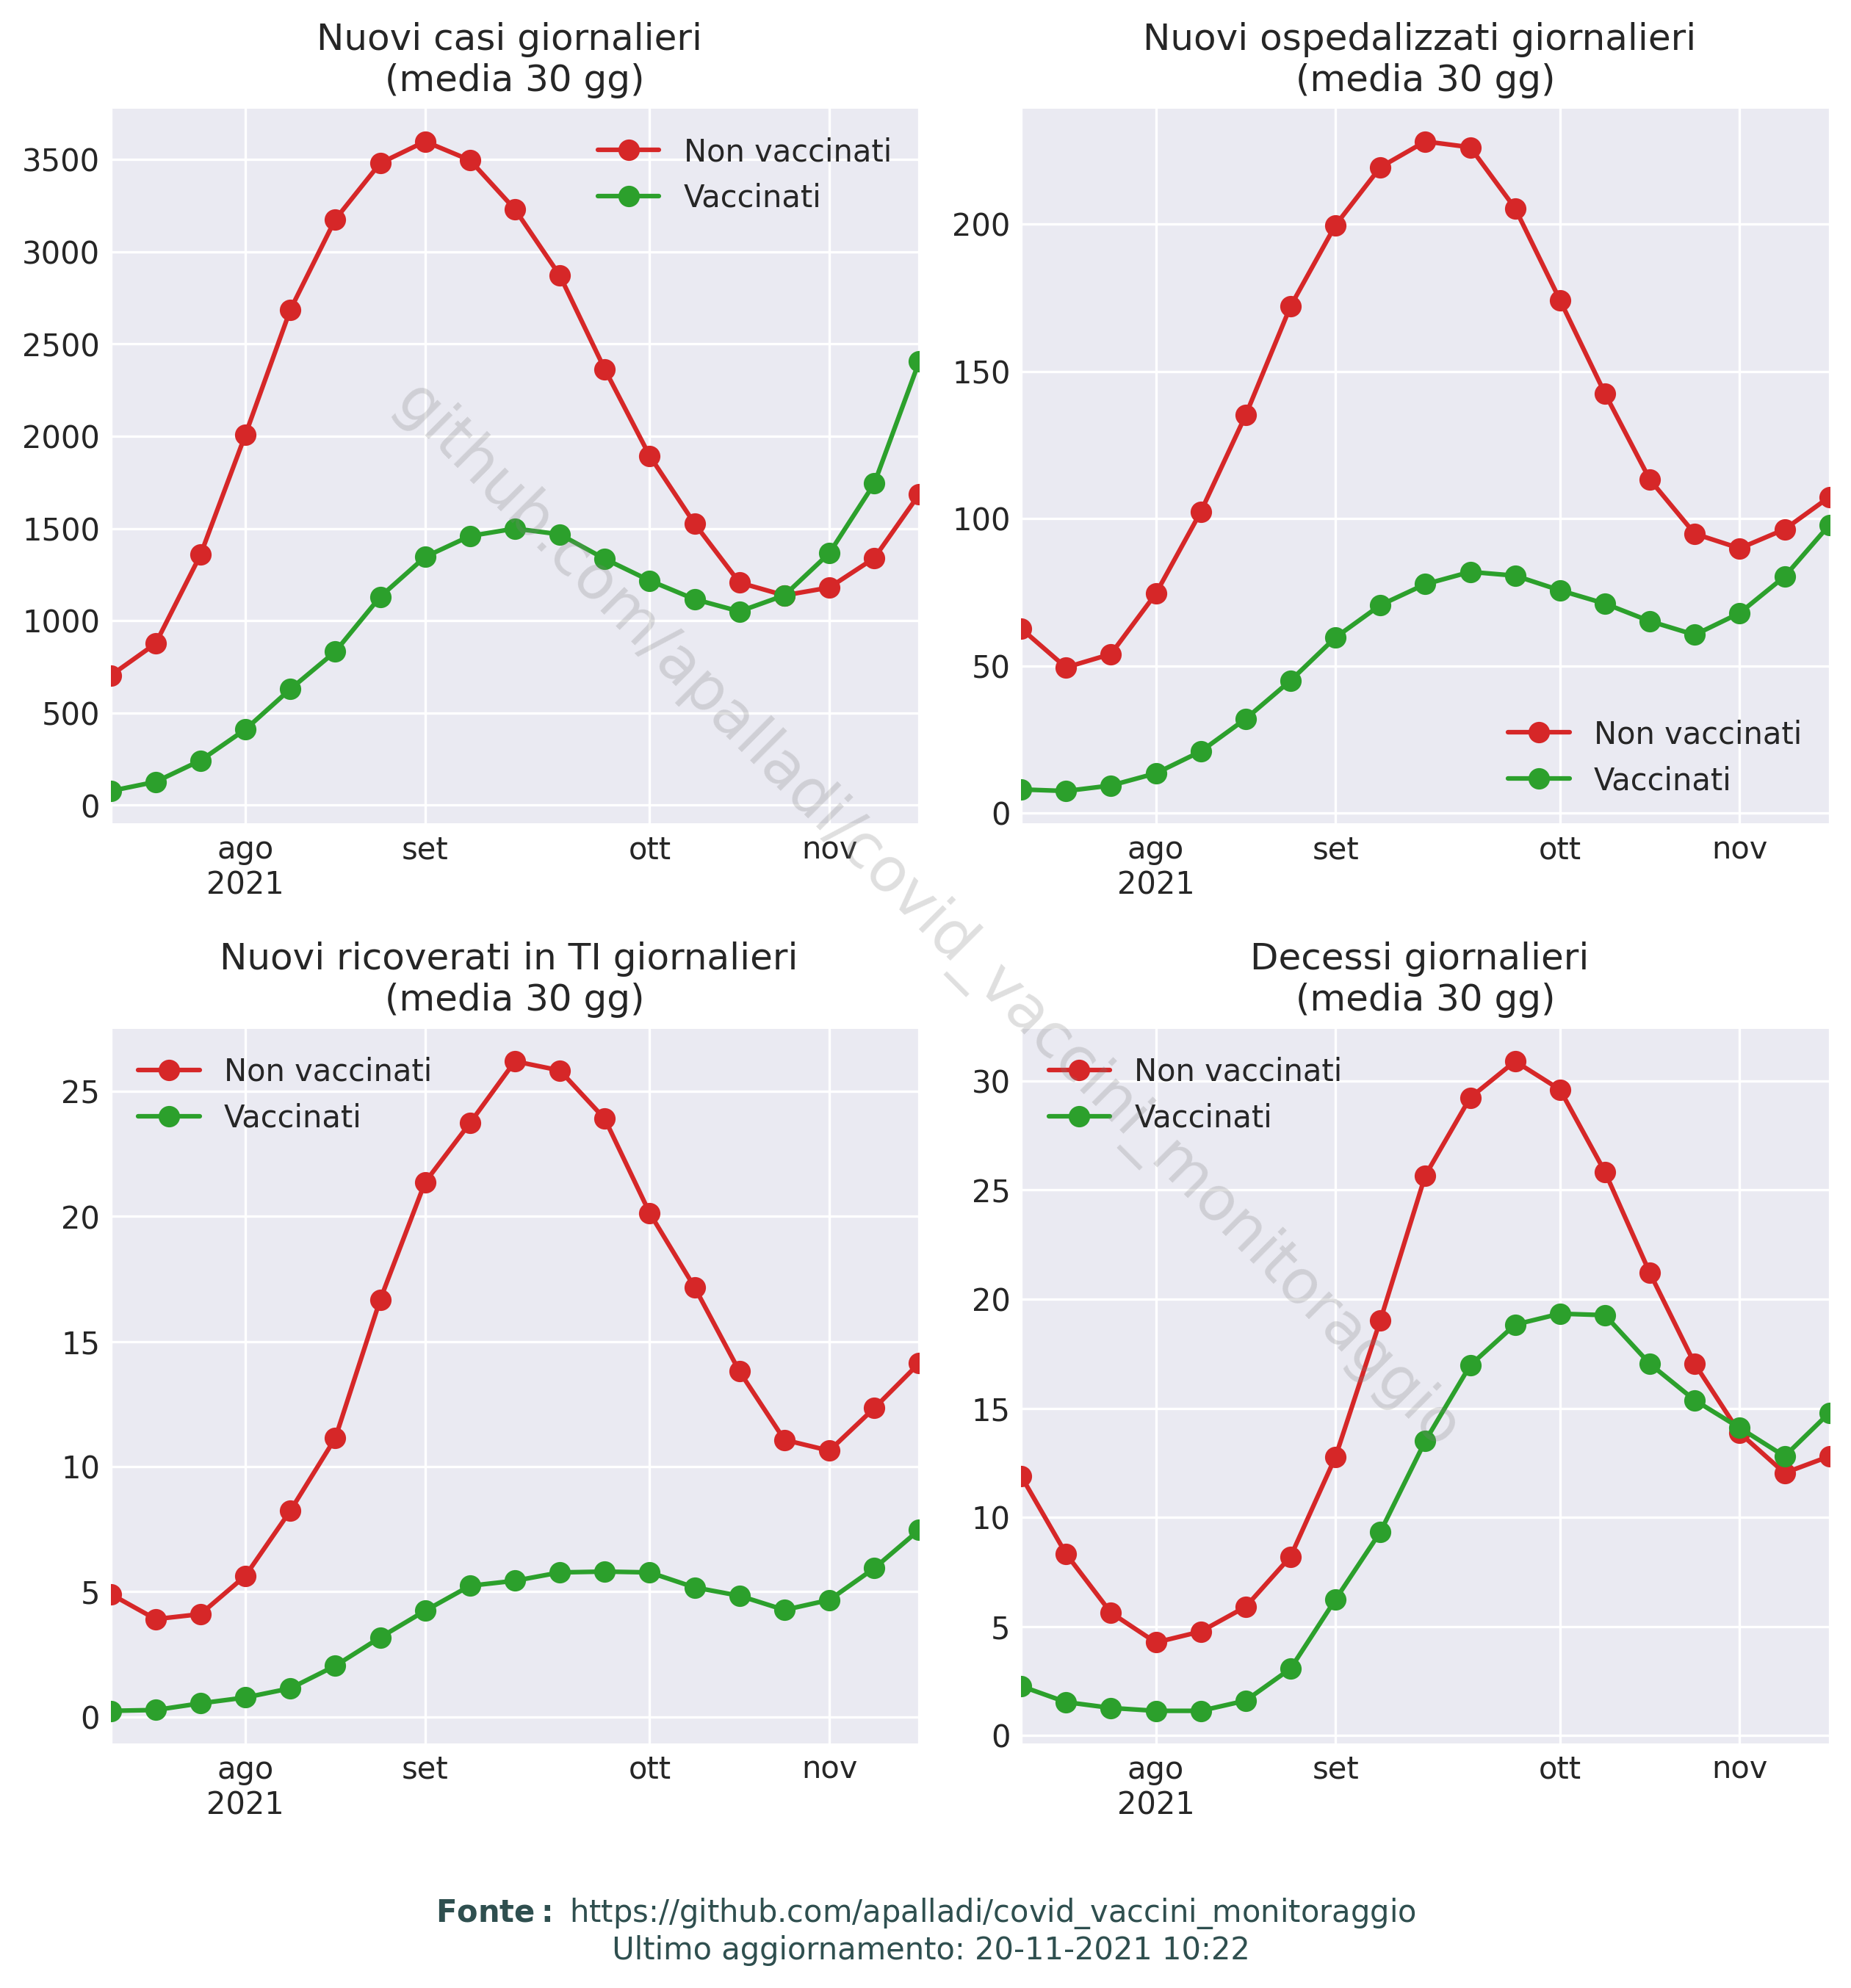 Nuovi casi giornalieri
(media 30 gg)
3500
3000
2500
2000
1500
1000
500
0
Non vaccinati
Vaccinati
ago
2021
set
ott
nov
Nuovi ospedalizzati giornalieri
(media 30 gg)
200
150
100
50
0
Non vaccinati
Vaccinati
ago
2021
set
ott
nov
Nuovi ricoverati in TI giornalieri
(media 30 gg)
25
20
15
10
5
0
Non vaccinati
Vaccinati
ago
2021
set
ott
nov
Decessi giornalieri
(media 30 gg)
30
25
20
15
10
5
0
Non vaccinati
Vaccinati
ago
2021
set
ott
nov
github.com/apalladi/covid_vaccini_monitoraggio
Fonte: https://github.com/apalladi/covid_vaccini_monitoraggio
Ultimo aggiornamento: 20-11-2021 10:22